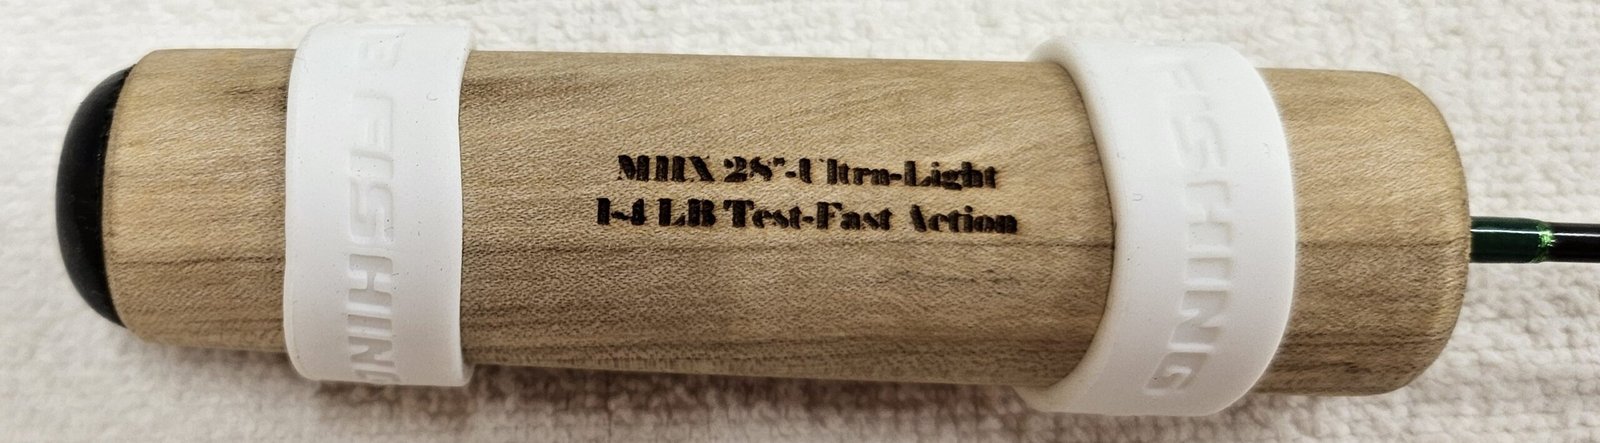 MHX 28"-Ultra-Light
1-4 LB Test-Fast Action
FISHING
FISHING